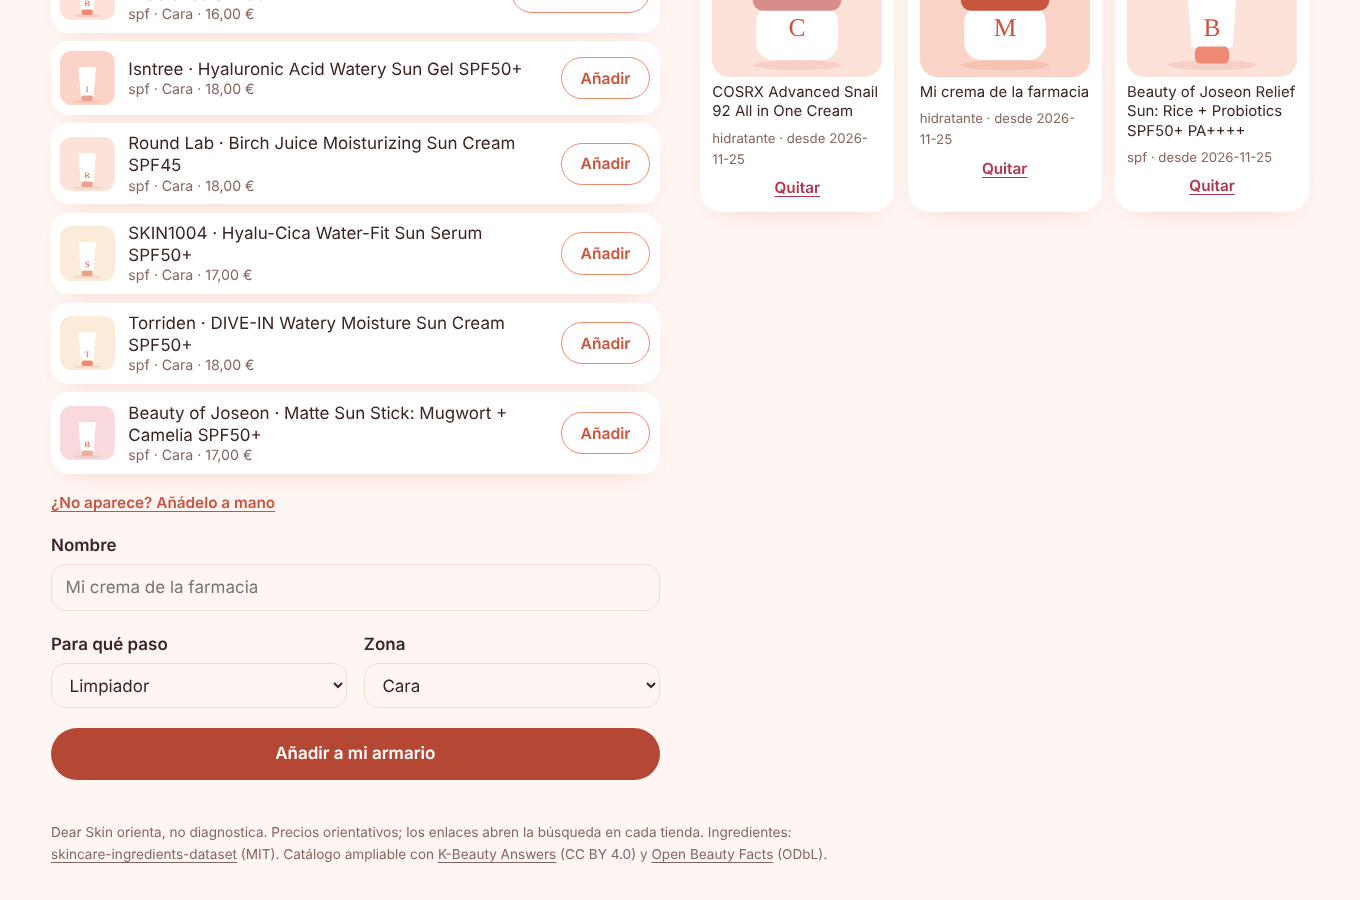 B
spf · Cara · 16,00 €
I
Isntree · Hyaluronic Acid Watery Sun Gel SPF50+
spf · Cara · 18,00 €
Añadir
R
Round Lab · Birch Juice Moisturizing Sun Cream
SPF45
spf · Cara · 18,00 €
Añadir
S
SKIN1004 · Hyalu-Cica Water-Fit Sun Serum
SPF50+
spf · Cara · 17,00 €
Añadir
T
Torriden · DIVE-IN Watery Moisture Sun Cream
SPF50+
spf · Cara · 18,00 €
Añadir
B
Beauty of Joseon · Matte Sun Stick: Mugwort +
Camelia SPF50+
spf · Cara · 17,00 €
Añadir
¿No aparece? Añádelo a mano
Nombre
Mi crema de la farmacia
Para qué paso
Limpiador
Zona
Cara
Añadir a mi armario
C
COSRX Advanced Snail
92 All in One Cream
hidratante · desde 2026-
11-25
Quitar
M
Mi crema de la farmacia
hidratante · desde 2026-
11-25
Quitar
B
Beauty of Joseon Relief
Sun: Rice + Probiotics
SPF50+ PA++++
spf · desde 2026-11-25
Quitar
Dear Skin orienta, no diagnostica. Precios orientativos; los enlaces abren la búsqueda en cada tienda. Ingredientes:
skincare-ingredients-dataset (MIT). Catálogo ampliable con K-Beauty Answers (CC BY 4.0) y Open Beauty Facts (ODbL).